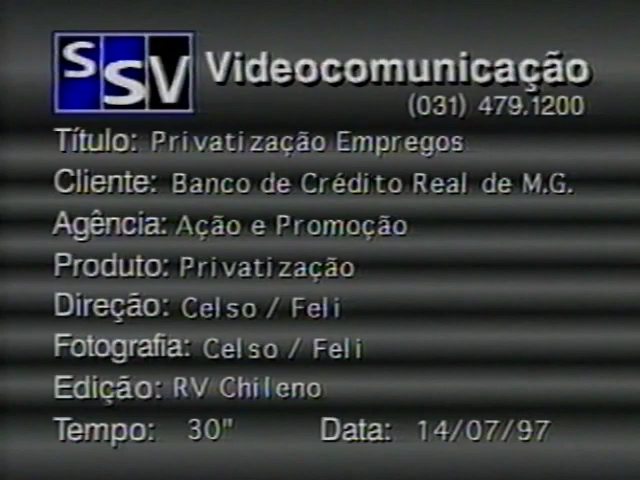 SSV Videocomunicação
(031) 479.1200
Título: Privatização Empregos
Cliente: Banco de Crédito Real de M.G.
Agência: Ação e Promoção
Produto: Privatização
Direção: Celso / Feli
Fotografia: Celso / Feli
Edição: RV Chileno
Tempo: 30" Data: 14/07/97